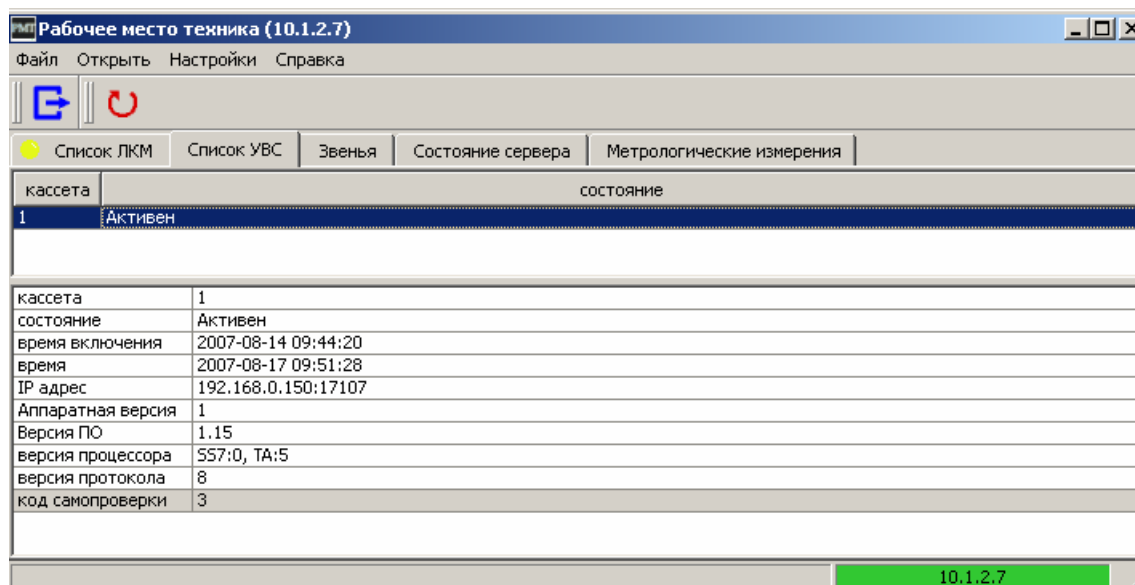 РМТ Рабочее место техника (10.1.2.7)
Файл Открыть Настройки Справка
Список ЛКМ Список УВС Звенья Состояние сервера Метрологические измерения
кассета состояние
1 Активен
кассета 1
состояние Активен
время включения 2007-08-14 09:44:20
время 2007-08-17 09:51:28
IP адрес 192.168.0.150:17107
Аппаратная версия 1
Версия ПО 1.15
версия процессора SS7:0, TA:5
версия протокола 8
код самопроверки 3
10.1.2.7